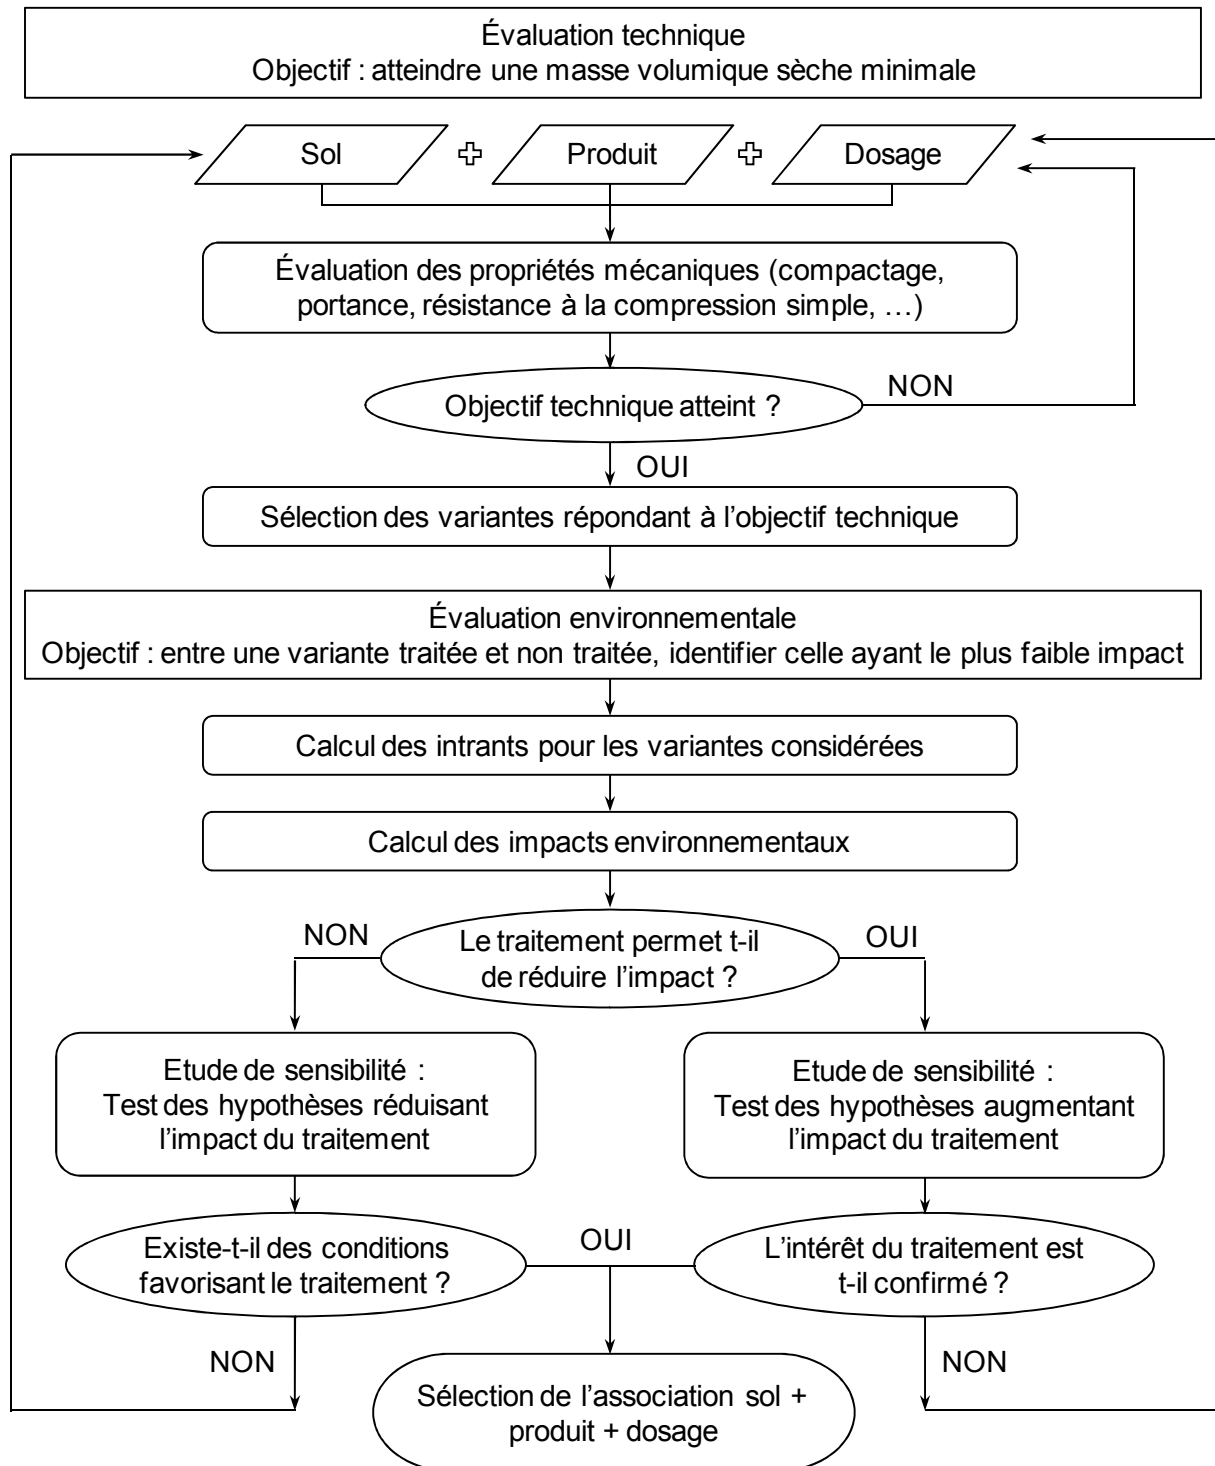 Évaluation technique
Objectif : atteindre une masse volumique sèche minimale
Sol
Produit
Dosage
Évaluation des propriétés mécaniques (compactage,
portance, résistance à la compression simple, …)
Objectif technique atteint ?
NON
OUI
Sélection des variantes répondant à l’objectif technique
Évaluation environnementale
Objectif : entre une variante traitée et non traitée, identifier celle ayant le plus faible impact
Calcul des intrants pour les variantes considérées
Calcul des impacts environnementaux
NON
Le traitement permet t-il
de réduire l’impact ?
OUI
Etude de sensibilité :
Test des hypothèses réduisant
l’impact du traitement
Etude de sensibilité :
Test des hypothèses augmentant
l’impact du traitement
Existe-t-il des conditions
favorisant le traitement ?
OUI
L’intérêt du traitement est
t-il confirmé ?
NON
NON
Sélection de l’association sol +
produit + dosage